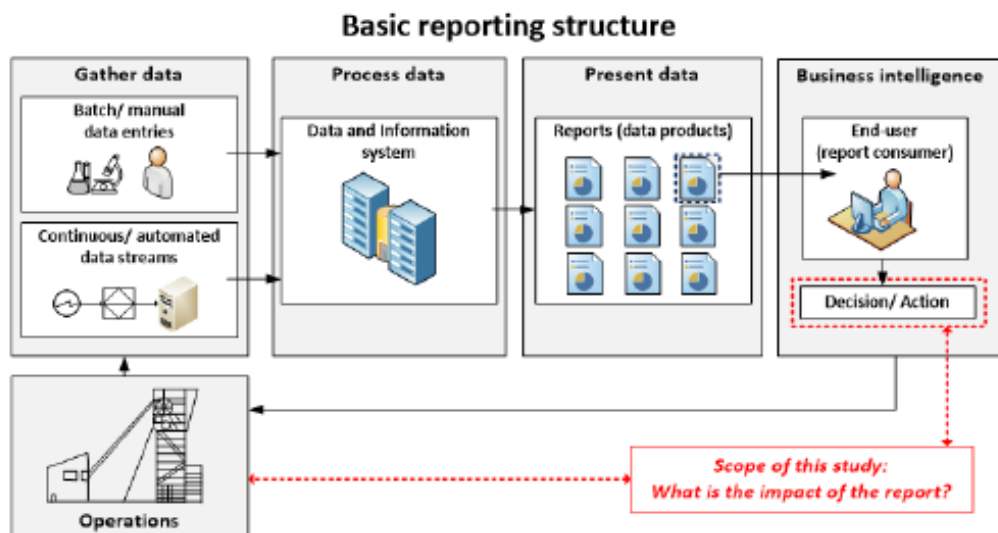 Basic reporting structure
Gather data
Batch/ manual
data entries
Continuous/ automated
data streams
Process data
Data and Information
system
Present data
Reports (data products)
Business intelligence
End-user
(report consumer)
Decision/ Action
Operations
Scope of this study:
What is the impact of the report?